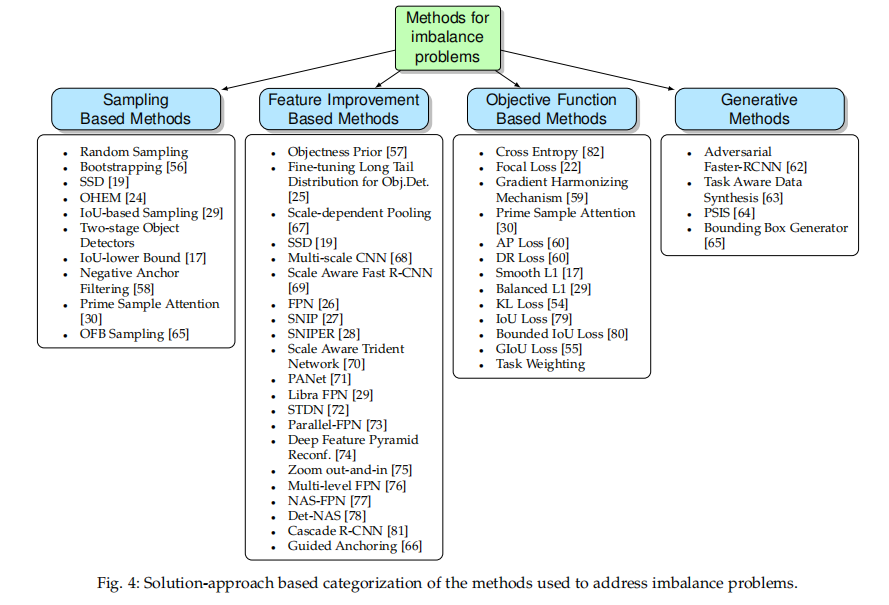 Methods for
imbalance
problems
Sampling
Based Methods
• Random Sampling
• Bootstrapping [56]
• SSD [19]
• OHEM [24]
• IoU-based Sampling [29]
• Two-stage Object
Detectors
• IoU-lower Bound [17]
• Negative Anchor
Filtering [58]
• Prime Sample Attention
[30]
• OFB Sampling [65]
Feature Improvement
Based Methods
• Objectness Prior [57]
• Fine-tuning Long Tail
Distribution for Obj.Det.
[25]
• Scale-dependent Pooling
[67]
• SSD [19]
• Multi-scale CNN [68]
• Scale Aware Fast R-CNN
[69]
• FPN [26]
• SNIP [27]
• SNIPER [28]
• Scale Aware Trident
Network [70]
• PANet [71]
• Libra FPN [29]
• STDN [72]
• Parallel-FPN [73]
• Deep Feature Pyramid
Reconf. [74]
• Zoom out-and-in [75]
• Multi-level FPN [76]
• NAS-FPN [77]
• Det-NAS [78]
• Cascade R-CNN [81]
• Guided Anchoring [66]
Objective Function
Based Methods
• Cross Entropy [82]
• Focal Loss [22]
• Gradient Harmonizing
Mechanism [59]
• Prime Sample Attention
[30]
• AP Loss [60]
• DR Loss [60]
• Smooth L1 [17]
• Balanced L1 [29]
• KL Loss [54]
• IoU Loss [79]
• Bounded IoU Loss [80]
• GIoU Loss [55]
• Task Weighting
Generative
Methods
• Adversarial
Faster-RCNN [62]
• Task Aware Data
Synthesis [63]
• PSIS [64]
• Bounding Box Generator
[65]
Fig. 4: Solution-approach based categorization of the methods used to address imbalance problems.